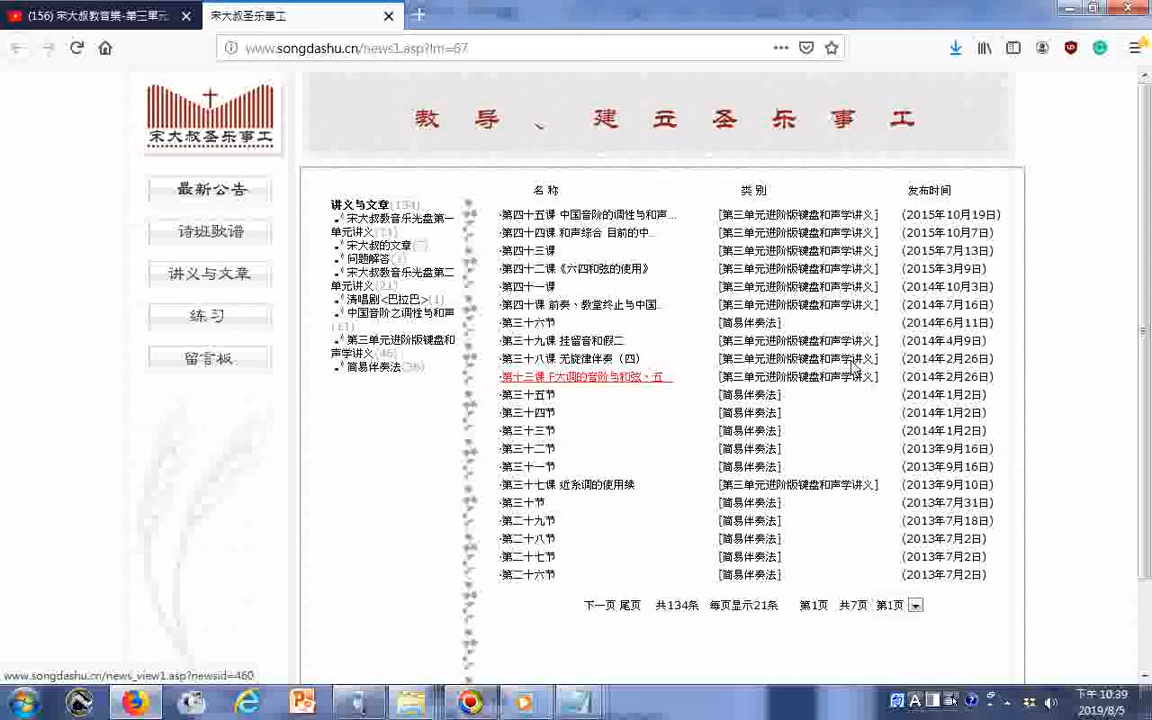 (156) 宋大叔教音樂-第三單元
宋大叔圣乐事工
www.songdashu.cn/news1.asp?lm=67
宋大叔圣乐事工
教导、建立圣乐事工
最新公告
诗班歌谱
讲义与文章
练习
留言板
讲义与文章(134)
宋大叔教音乐光盘第一
单元讲义
宋大叔的文章
问题解答
宋大叔教音乐光盘第二
单元讲义(21)
清唱剧<巴拉巴>(1)
中国音阶之调性与和声
第三单元进阶版键盘和
声学讲义(46)
简易伴奏法(36)
名 称 类 别 发布时间
·第四十五课 中国音阶的调性与和声... [第三单元进阶版键盘和声学讲义] (2015年10月19日)
·第四十四课 和声综合 目前的中... [第三单元进阶版键盘和声学讲义] (2015年10月7日)
·第四十三课 [第三单元进阶版键盘和声学讲义] (2015年7月13日)
·第四十二课《六四和弦的使用》 [第三单元进阶版键盘和声学讲义] (2015年3月9日)
·第四十一课 [第三单元进阶版键盘和声学讲义] (2014年10月3日)
·第四十课 前奏、教堂终止与中国... [第三单元进阶版键盘和声学讲义] (2014年7月16日)
·第三十六节 [简易伴奏法] (2014年6月11日)
·第三十九课 挂留音和假二 [第三单元进阶版键盘和声学讲义] (2014年4月9日)
·第三十八课 无旋律伴奏（四） [第三单元进阶版键盘和声学讲义] (2014年2月26日)
·第十三课 F大调的音阶与和弦、五... [第三单元进阶版键盘和声学讲义] (2014年2月26日)
·第三十五节 [简易伴奏法] (2014年1月2日)
·第三十四节 [简易伴奏法] (2014年1月2日)
·第三十三节 [简易伴奏法] (2014年1月2日)
·第三十二节 [简易伴奏法] (2013年9月16日)
·第三十一节 [简易伴奏法] (2013年9月16日)
·第三十七课 近系调的使用续 [第三单元进阶版键盘和声学讲义] (2013年9月10日)
·第三十节 [简易伴奏法] (2013年7月31日)
·第二十九节 [简易伴奏法] (2013年7月18日)
·第二十八节 [简易伴奏法] (2013年7月2日)
·第二十七节 [简易伴奏法] (2013年7月2日)
·第二十六节 [简易伴奏法] (2013年7月2日)
下一页 尾页 共134条 每页显示21条 第1页 共7页 第1页
www.songdashu.cn/news_view1.asp?newsid=460
下午 10:39
2019/8/5